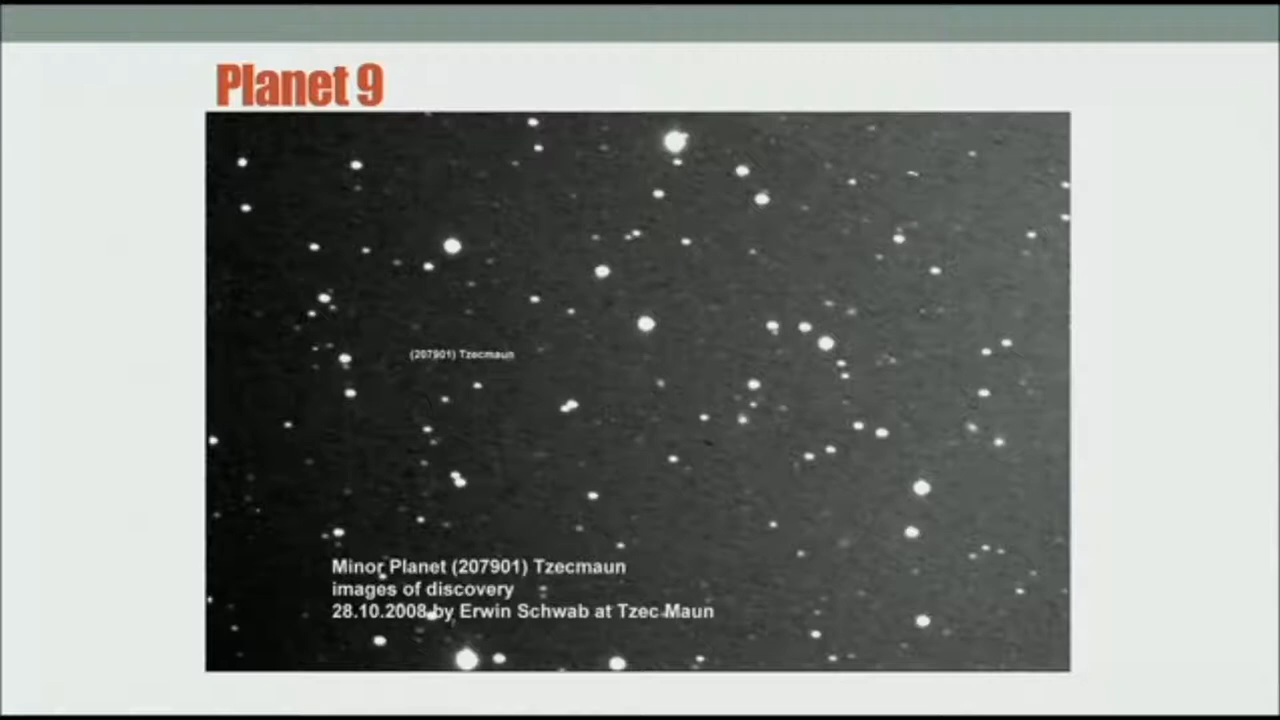 Planet 9
(207901) Tzecmaun
Minor Planet (207901) Tzecmaun
images of discovery
28.10.2008 by Erwin Schwab at Tzec Maun